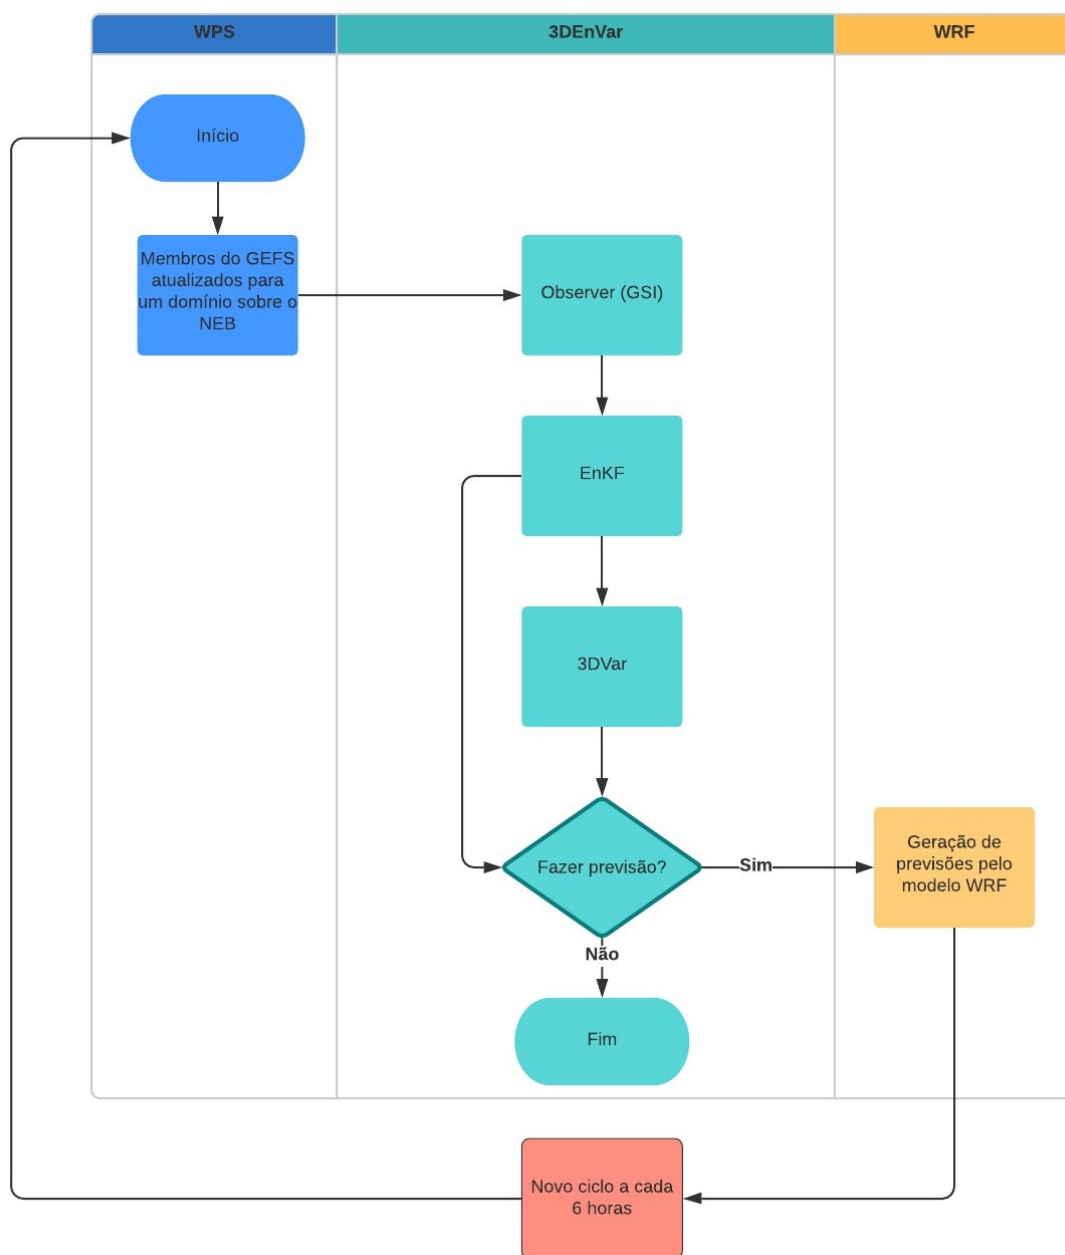 WPS
3DEnVar
WRF
Início
Membros do GEFS
atualizados para
um domínio sobre o
NEB
Observer (GSI)
EnKF
3DVar
Fazer previsão?
Sim
Geração de
previsões pelo
modelo WRF
Não
Fim
Novo ciclo a cada
6 horas